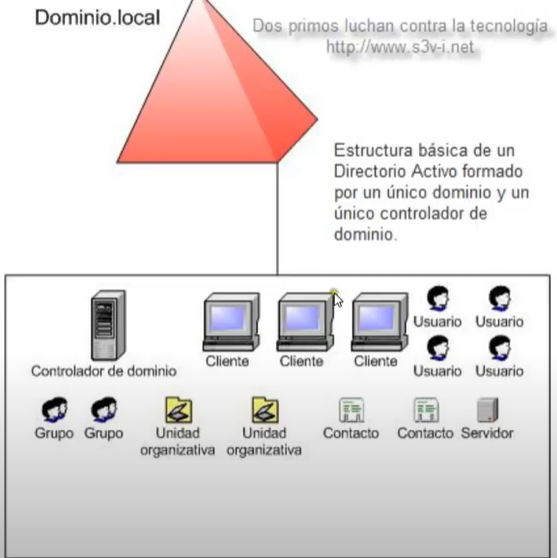 Dominio.local
Dos primos luchan contra la tecnología
http://www.s3v-i.net
Estructura básica de un
Directorio Activo formado
por un único dominio y un
único controlador de
dominio.
Controlador de dominio
Cliente
Cliente
Cliente
Usuario
Usuario
Usuario
Usuario
Grupo
Grupo
Unidad
organizativa
Unidad
organizativa
Contacto
Contacto
Servidor